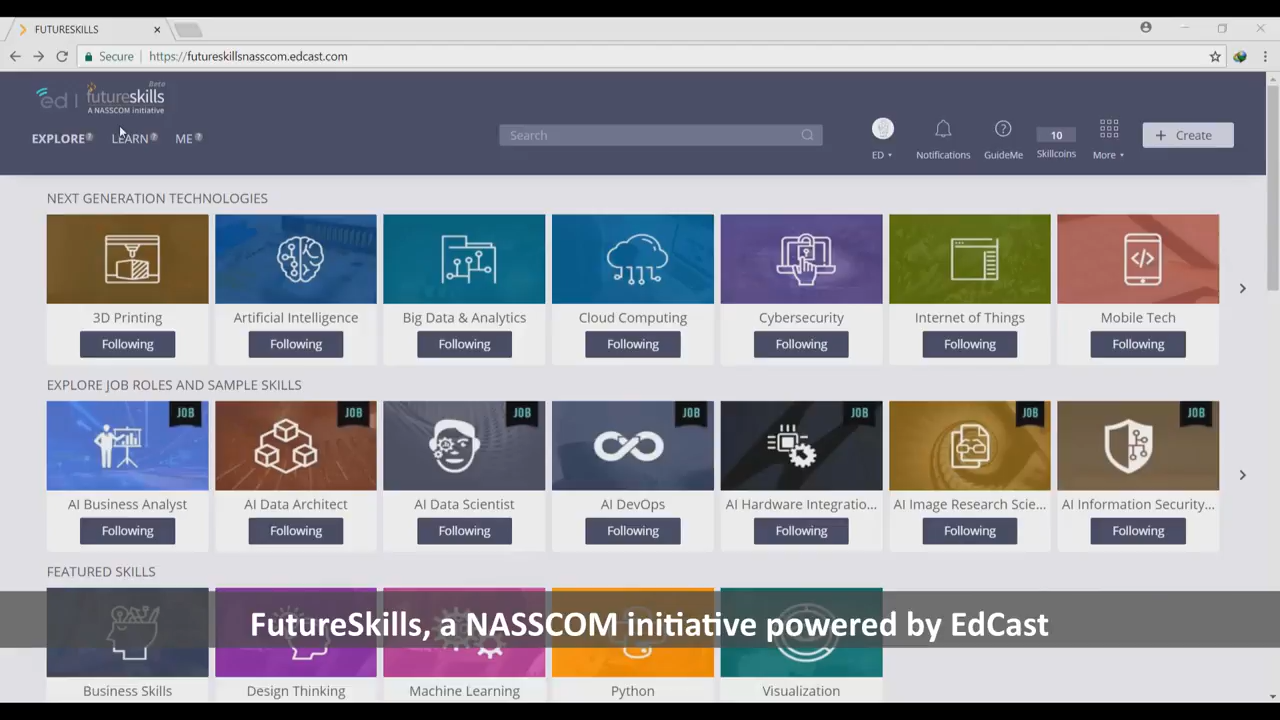 FUTURESKILLS
Secure
https://futureskillsnasscom.edcast.com
ed | futureskills Beta
A NASSCOM initiative
EXPLORE? LEARN? ME?
Search
ED
Notifications
GuideMe
10
Skillcoins
More
+ Create
NEXT GENERATION TECHNOLOGIES
3D Printing
Artificial Intelligence
Big Data & Analytics
Cloud Computing
Cybersecurity
Internet of Things
Mobile Tech
Following
Following
Following
Following
Following
Following
Following
EXPLORE JOB ROLES AND SAMPLE SKILLS
JOB
JOB
JOB
JOB
JOB
JOB
JOB
AI Business Analyst
AI Data Architect
AI Data Scientist
AI DevOps
AI Hardware Integratio...
AI Image Research Scie...
AI Information Security...
Following
Following
Following
Following
Following
Following
Following
FEATURED SKILLS
FutureSkills, a NASSCOM initiative powered by EdCast
Business Skills
Design Thinking
Machine Learning
Python
Visualization